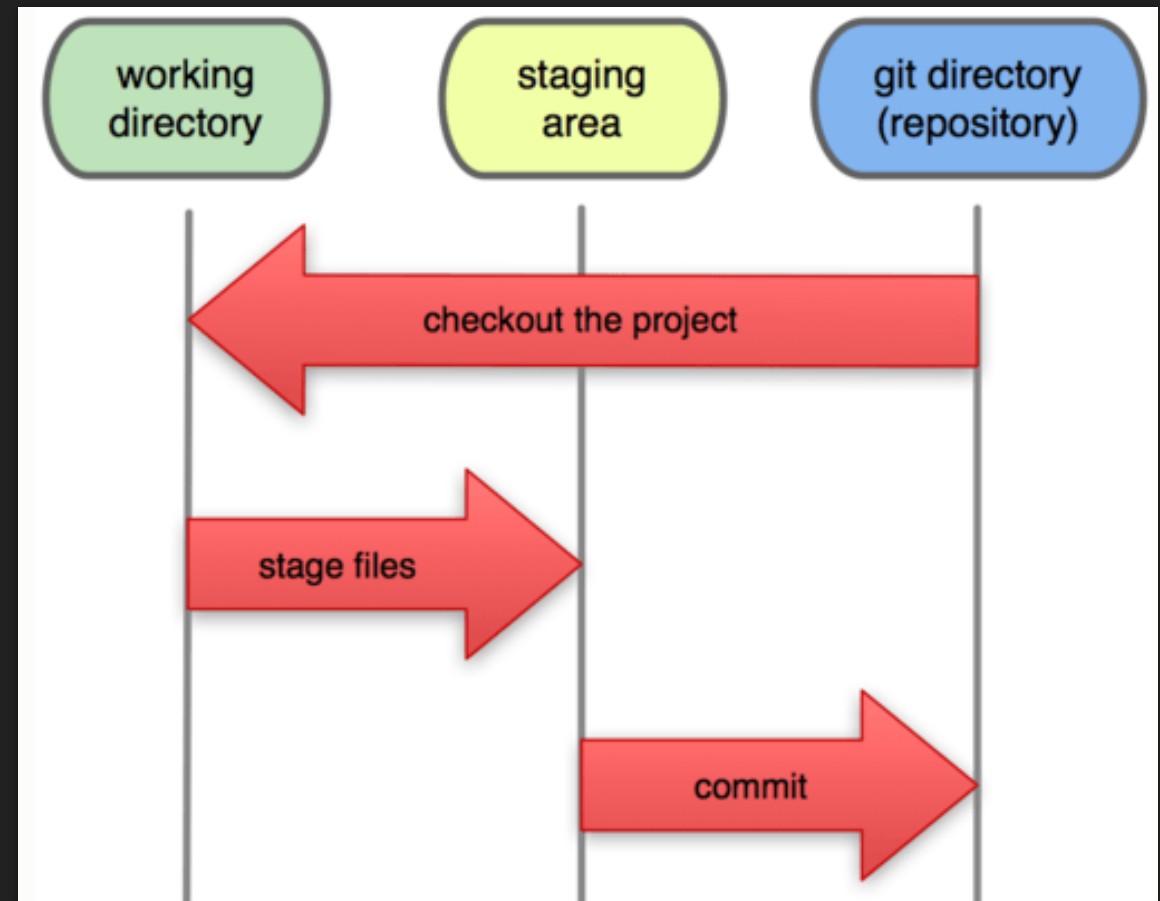 working
directory
staging
area
git directory
(repository)
checkout the project
stage files
commit